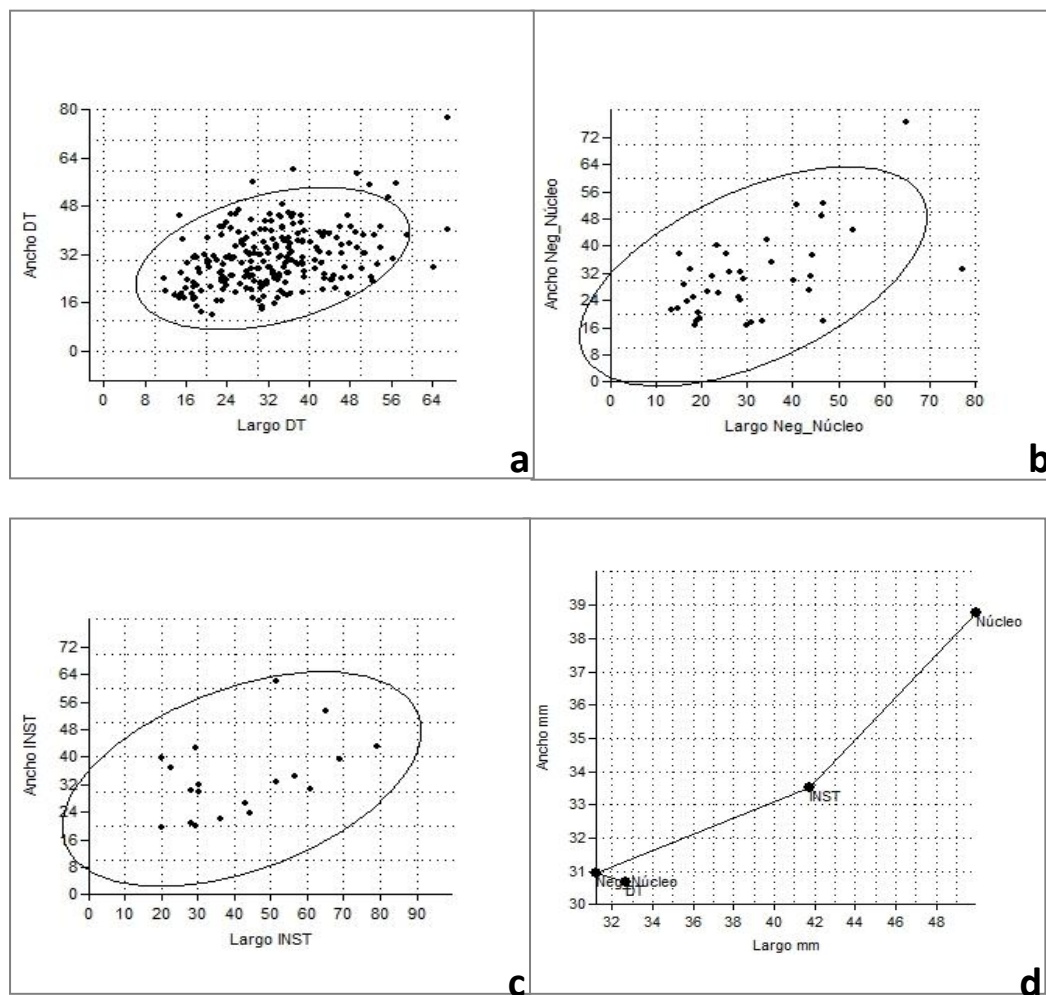 80
64
48
32
16
0
Ancho DT
0 8 16 24 32 40 48 56 64
Largo DT
a
72
64
56
48
40
32
24
16
8
0
Ancho Neg_Núcleo
0 10 20 30 40 50 60 70 80
Largo Neg_Núcleo
b
72
64
56
48
40
32
24
16
8
0
Ancho INST
0 10 20 30 40 50 60 70 80 90
Largo INST
c
39
38
37
36
35
34
33
32
31
30
Ancho mm
Núcleo
INST
Neg_Núcleo
DT
32 34 36 38 40 42 44 46 48
Largo mm
d